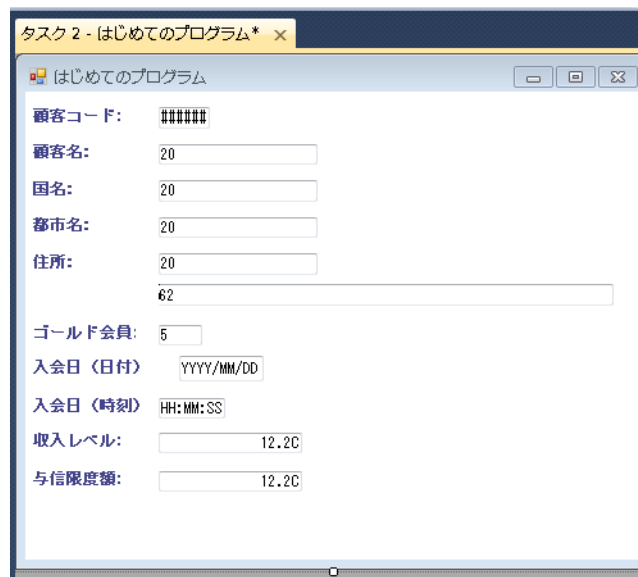 タスク 2 - はじめてのプログラム* ×
はじめてのプログラム
顧客コード: ######
顧客名: 20
国名: 20
都市名: 20
住所: 20
62
ゴールド会員: 5
入会日（日付） YYYY/MM/DD
入会日（時刻） HH:MM:SS
収入レベル: 12.2C
与信限度額: 12.2C